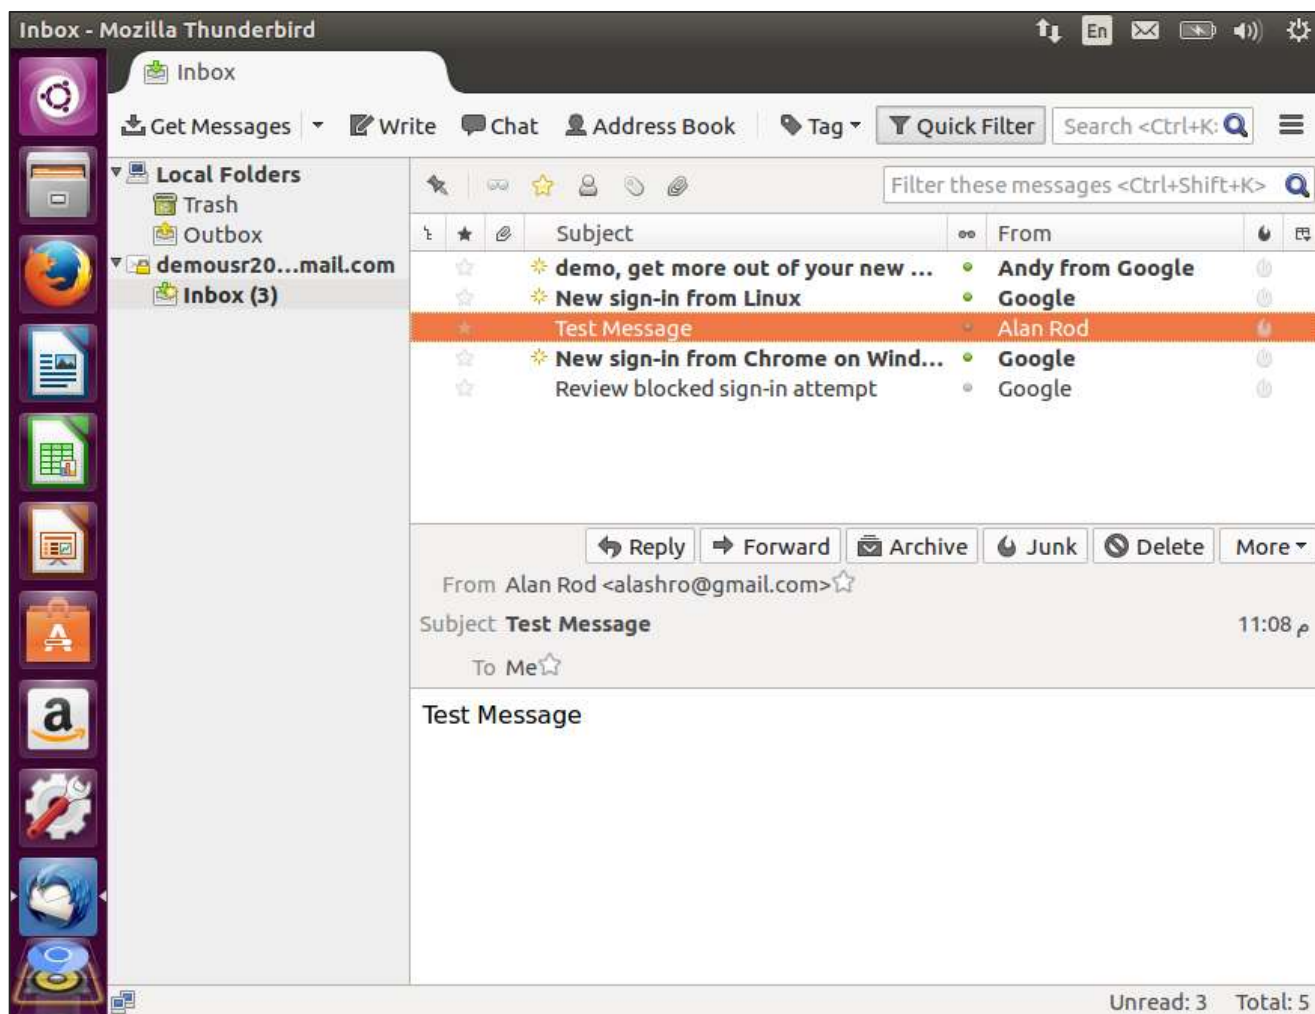 Inbox - Mozilla Thunderbird
En
Inbox
Get Messages Write Chat Address Book Tag Quick Filter Search <Ctrl+K>
Local Folders
Trash
Outbox
demousr20...mail.com
Inbox (3)
Filter these messages <Ctrl+Shift+K>
Subject From
demo, get more out of your new ... Andy from Google
New sign-in from Linux Google
Test Message Alan Rod
New sign-in from Chrome on Wind... Google
Review blocked sign-in attempt Google
Reply Forward Archive Junk Delete More
From Alan Rod <alashro@gmail.com>
Subject Test Message 11:08 م
To Me
Test Message
Unread: 3 Total: 5